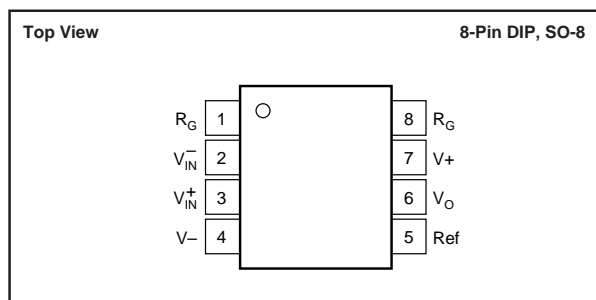 Top View 8-Pin DIP, SO-8
R_G 1 8 R_G
V_IN^– 2 7 V+
V_IN^+ 3 6 V_O
V– 4 5 Ref